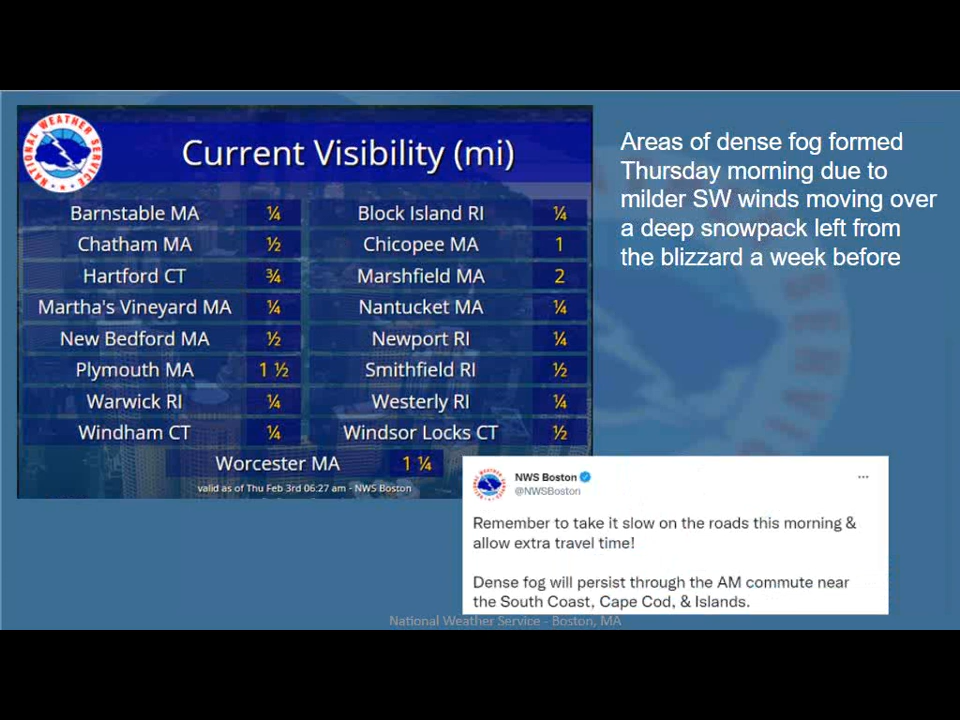 NATIONAL WEATHER SERVICE
Current Visibility (mi)
Barnstable MA ¼ Block Island RI ¼
Chatham MA ½ Chicopee MA 1
Hartford CT ¾ Marshfield MA 2
Martha's Vineyard MA ¼ Nantucket MA ¼
New Bedford MA ½ Newport RI ¼
Plymouth MA 1 ½ Smithfield RI ½
Warwick RI ¼ Westerly RI ¼
Windham CT ¼ Windsor Locks CT ½
Worcester MA 1 ¼
valid as of Thu Feb 3rd 06:27 am - NWS Boston
Areas of dense fog formed
Thursday morning due to
milder SW winds moving over
a deep snowpack left from
the blizzard a week before
NWS Boston
@NWSBoston
Remember to take it slow on the roads this morning &
allow extra travel time!
Dense fog will persist through the AM commute near
the South Coast, Cape Cod, & Islands.
National Weather Service - Boston, MA